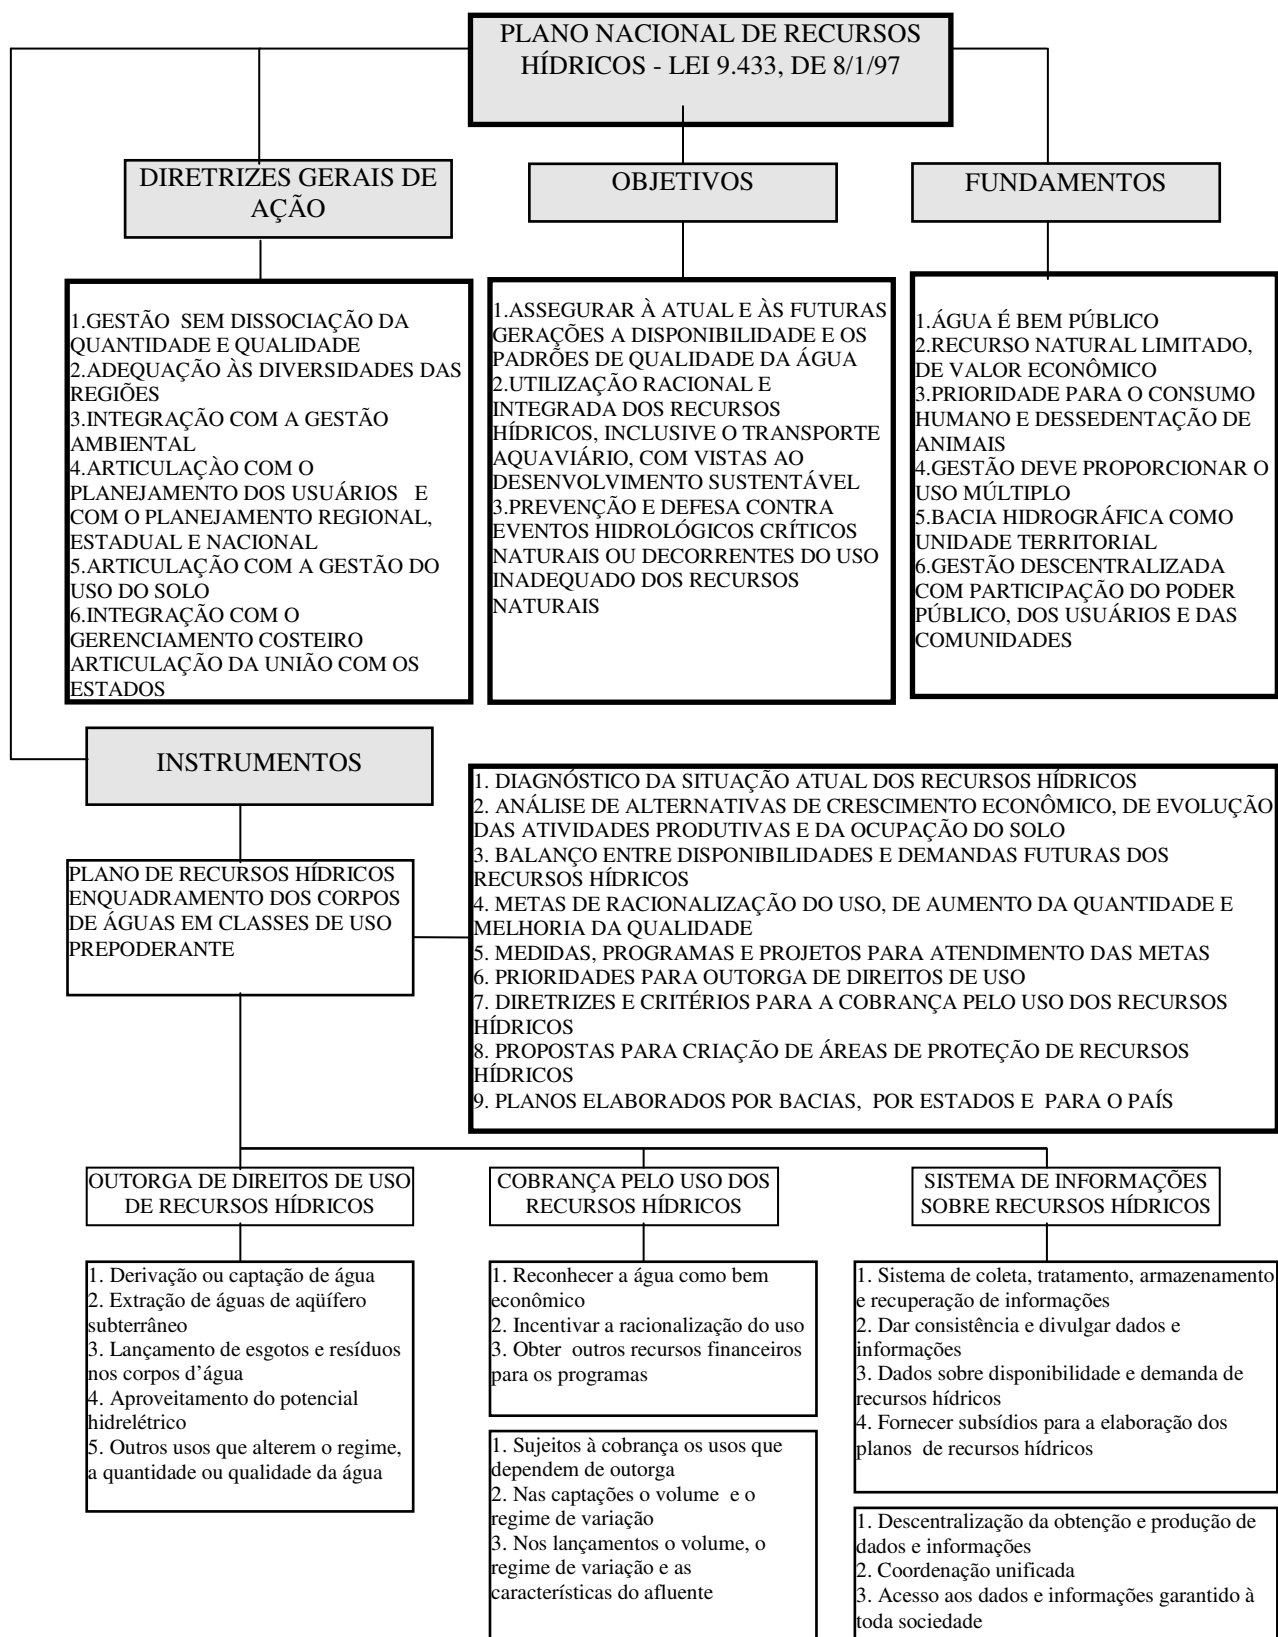 PLANO NACIONAL DE RECURSOS
HÍDRICOS - LEI 9.433, DE 8/1/97
DIRETRIZES GERAIS DE
AÇÃO
OBJETIVOS
FUNDAMENTOS
1.GESTÃO SEM DISSOCIAÇÃO DA
QUANTIDADE E QUALIDADE
2.ADEQUAÇÃO ÀS DIVERSIDADES DAS
REGIÕES
3.INTEGRAÇÃO COM A GESTÃO
AMBIENTAL
4.ARTICULAÇÀO COM O
PLANEJAMENTO DOS USUÁRIOS E
COM O PLANEJAMENTO REGIONAL,
ESTADUAL E NACIONAL
5.ARTICULAÇÃO COM A GESTÃO DO
USO DO SOLO
6.INTEGRAÇÃO COM O
GERENCIAMENTO COSTEIRO
ARTICULAÇÃO DA UNIÃO COM OS
ESTADOS
1.ASSEGURAR À ATUAL E ÀS FUTURAS
GERAÇÕES A DISPONIBILIDADE E OS
PADRÕES DE QUALIDADE DA ÁGUA
2.UTILIZAÇÃO RACIONAL E
INTEGRADA DOS RECURSOS
HÍDRICOS, INCLUSIVE O TRANSPORTE
AQUAVIÁRIO, COM VISTAS AO
DESENVOLVIMENTO SUSTENTÁVEL
3.PREVENÇÃO E DEFESA CONTRA
EVENTOS HIDROLÓGICOS CRÍTICOS
NATURAIS OU DECORRENTES DO USO
INADEQUADO DOS RECURSOS
NATURAIS
1.ÁGUA É BEM PÚBLICO
2.RECURSO NATURAL LIMITADO,
DE VALOR ECONÔMICO
3.PRIORIDADE PARA O CONSUMO
HUMANO E DESSEDENTAÇÃO DE
ANIMAIS
4.GESTÃO DEVE PROPORCIONAR O
USO MÚLTIPLO
5.BACIA HIDROGRÁFICA COMO
UNIDADE TERRITORIAL
6.GESTÃO DESCENTRALIZADA
COM PARTICIPAÇÃO DO PODER
PÚBLICO, DOS USUÁRIOS E DAS
COMUNIDADES
INSTRUMENTOS
PLANO DE RECURSOS HÍDRICOS
ENQUADRAMENTO DOS CORPOS
DE ÁGUAS EM CLASSES DE USO
PREPODERANTE
1. DIAGNÓSTICO DA SITUAÇÃO ATUAL DOS RECURSOS HÍDRICOS
2. ANÁLISE DE ALTERNATIVAS DE CRESCIMENTO ECONÔMICO, DE EVOLUÇÃO
DAS ATIVIDADES PRODUTIVAS E DA OCUPAÇÃO DO SOLO
3. BALANÇO ENTRE DISPONIBILIDADES E DEMANDAS FUTURAS DOS
RECURSOS HÍDRICOS
4. METAS DE RACIONALIZAÇÃO DO USO, DE AUMENTO DA QUANTIDADE E
MELHORIA DA QUALIDADE
5. MEDIDAS, PROGRAMAS E PROJETOS PARA ATENDIMENTO DAS METAS
6. PRIORIDADES PARA OUTORGA DE DIREITOS DE USO
7. DIRETRIZES E CRITÉRIOS PARA A COBRANÇA PELO USO DOS RECURSOS
HÍDRICOS
8. PROPOSTAS PARA CRIAÇÃO DE ÁREAS DE PROTEÇÃO DE RECURSOS
HÍDRICOS
9. PLANOS ELABORADOS POR BACIAS, POR ESTADOS E PARA O PAÍS
OUTORGA DE DIREITOS DE USO
DE RECURSOS HÍDRICOS
COBRANÇA PELO USO DOS
RECURSOS HÍDRICOS
SISTEMA DE INFORMAÇÕES
SOBRE RECURSOS HÍDRICOS
1. Derivação ou captação de água
2. Extração de águas de aqüífero
subterrâneo
3. Lançamento de esgotos e resíduos
nos corpos d'água
4. Aproveitamento do potencial
hidrelétrico
5. Outros usos que alterem o regime,
a quantidade ou qualidade da água
1. Reconhecer a água como bem
econômico
2. Incentivar a racionalização do uso
3. Obter outros recursos financeiros
para os programas
1. Sujeitos à cobrança os usos que
dependem de outorga
2. Nas captações o volume e o
regime de variação
3. Nos lançamentos o volume, o
regime de variação e as
características do afluente
1. Sistema de coleta, tratamento, armazenamento
e recuperação de informações
2. Dar consistência e divulgar dados e
informações
3. Dados sobre disponibilidade e demanda de
recursos hídricos
4. Fornecer subsídios para a elaboração dos
planos de recursos hídricos
1. Descentralização da obtenção e produção de
dados e informações
2. Coordenação unificada
3. Acesso aos dados e informações garantido à
toda sociedade